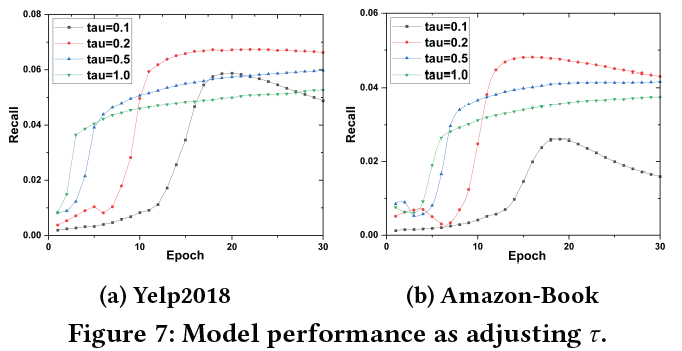 0.08
0.06
0.04
0.02
0.00
Recall
tau=0.1
tau=0.2
tau=0.5
tau=1.0
0 10 20 30
Epoch
(a) Yelp2018
0.06
0.04
0.02
0.00
Recall
tau=0.1
tau=0.2
tau=0.5
tau=1.0
0 10 20 30
Epoch
(b) Amazon-Book
Figure 7: Model performance as adjusting τ.